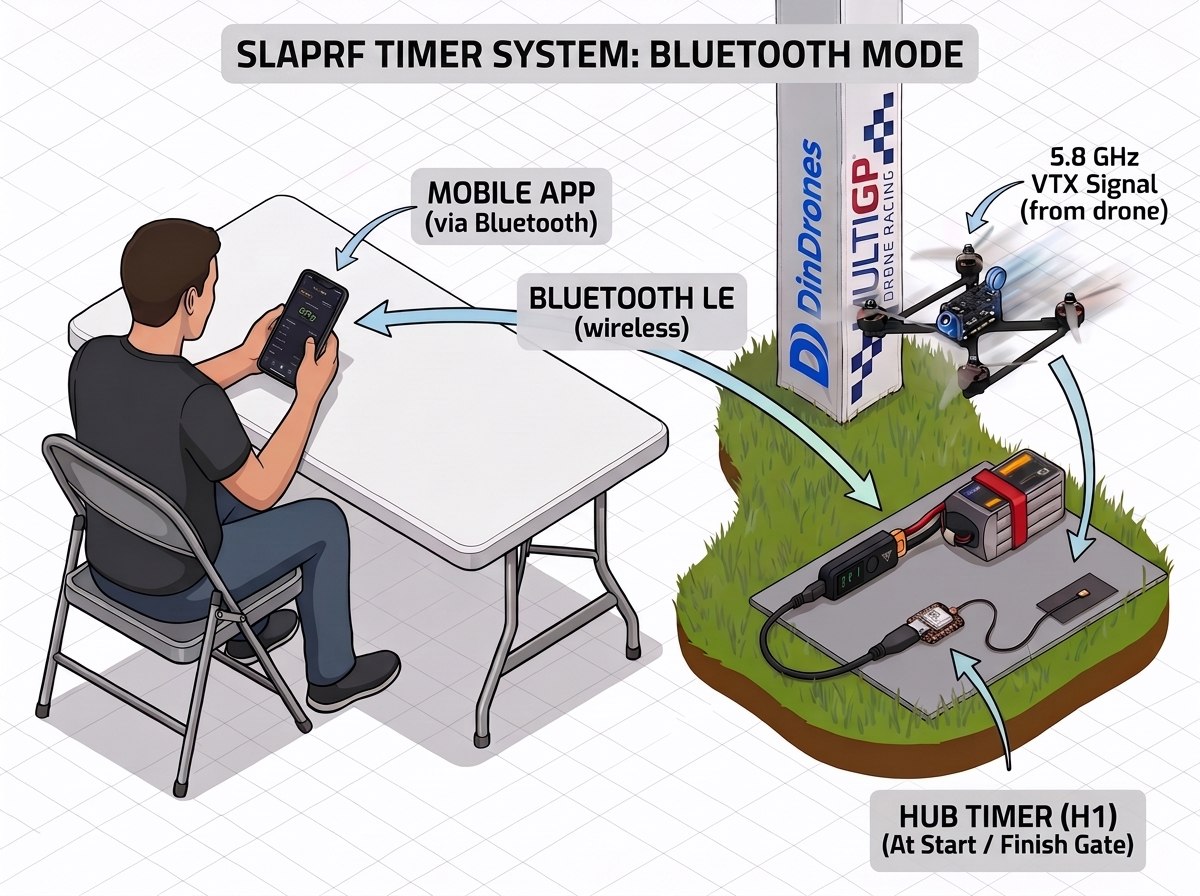 SLAPRF TIMER SYSTEM: BLUETOOTH MODE
MOBILE APP
(via Bluetooth)
BLUETOOTH LE
(wireless)
DinDrones
MULTIGP
DRONE RACING
5.8 GHz
VTX Signal
(from drone)
HUB TIMER (H1)
(At Start / Finish Gate)